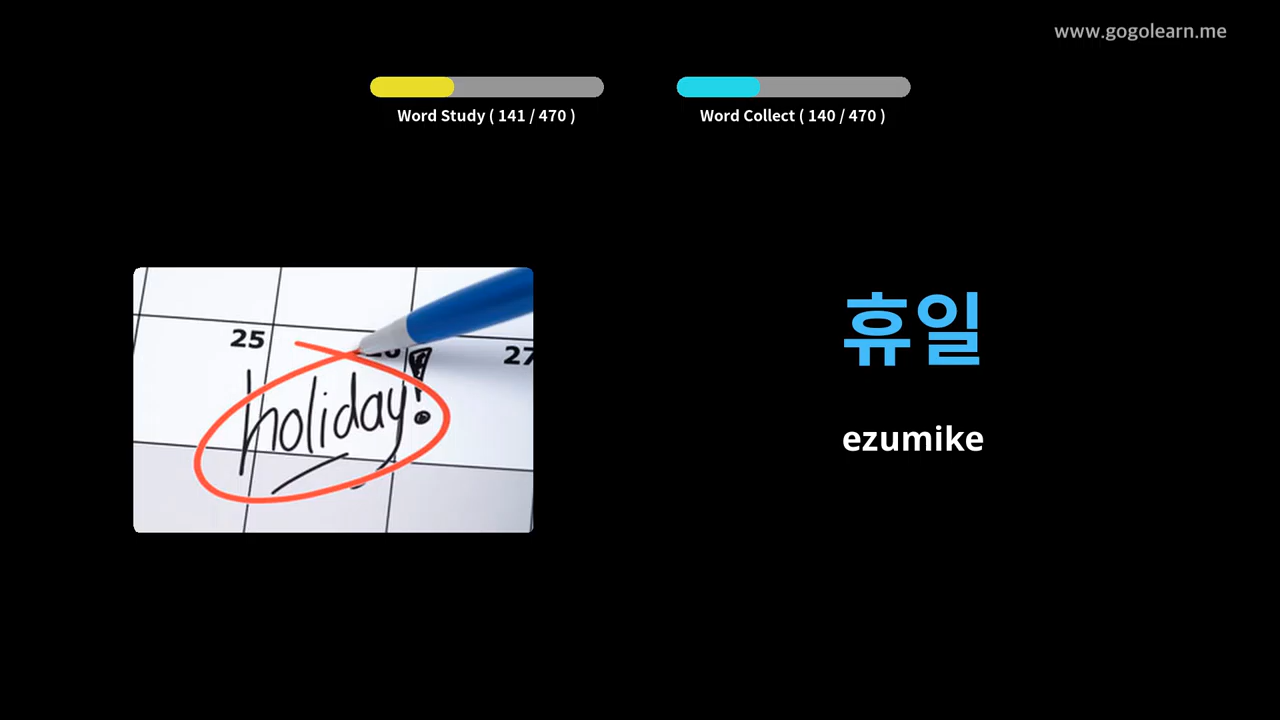 www.gogolearn.me
Word Study ( 141 / 470 )
Word Collect ( 140 / 470 )
25
27
holiday!
휴일
ezumike